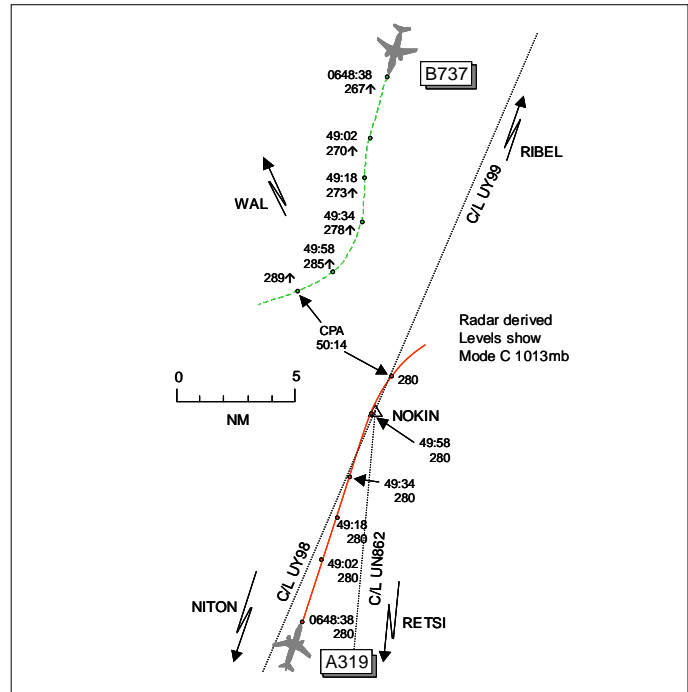 0648:38
267↑
B737
49:02
270↑
RIBEL
49:18
273↑
WAL
C/L UY99
49:34
278↑
49:58
285↑
289↑
CPA
50:14
Radar derived
Levels show
Mode C 1013mb
0 5
NM
280
NOKIN
49:58
280
49:34
280
49:18
280
C/L UY98
49:02
280
C/L UN862
NITON
0648:38
280
RETSI
A319